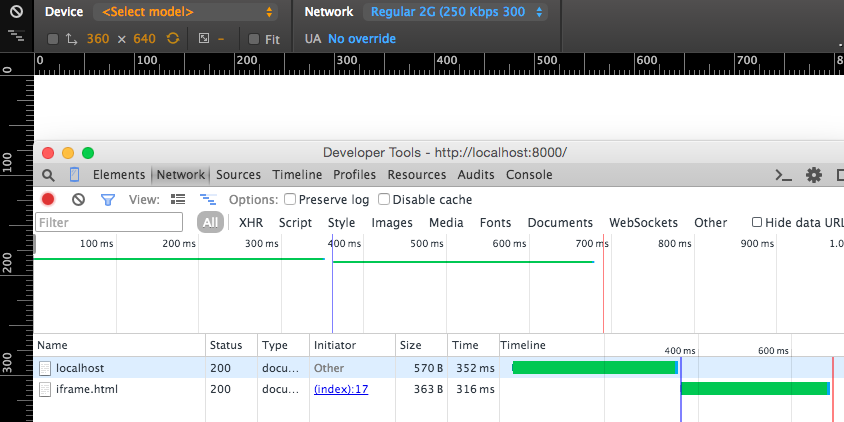 Device <Select model> Network Regular 2G (250 Kbps 300
360 × 640 – Fit UA No override
0 100 200 300 400 500 600 700 80
0
100
200
300
Developer Tools - http://localhost:8000/
Elements Network Sources Timeline Profiles Resources Audits Console
View: Options: Preserve log Disable cache
Filter All XHR Script Style Images Media Fonts Documents WebSockets Other Hide data URL
100 ms 200 ms 300 ms 400 ms 500 ms 600 ms 700 ms 800 ms 900 ms 1.0
Name Status Type Initiator Size Time Timeline 400 ms 600 ms
localhost 200 docu... Other 570 B 352 ms
iframe.html 200 docu... (index):17 363 B 316 ms